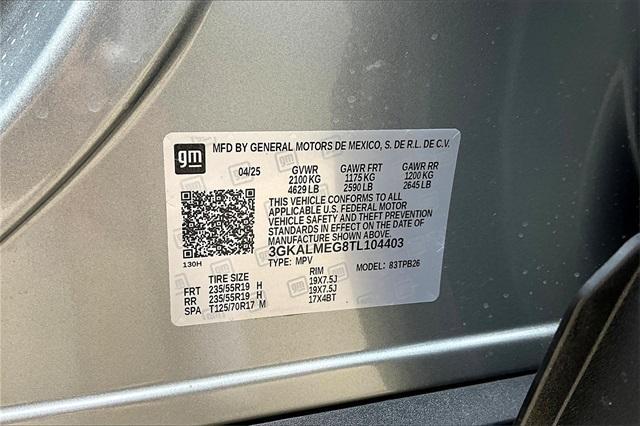 gm
MFD BY GENERAL MOTORS DE MEXICO, S. DE R.L. DE C.V.
04/25 GVWR GAWR FRT GAWR RR
2100 KG 1175 KG 1200 KG
4629 LB 2590 LB 2645 LB
THIS VEHICLE CONFORMS TO ALL
APPLICABLE U.S. FEDERAL MOTOR
VEHICLE SAFETY AND THEFT PREVENTION
STANDARDS IN EFFECT ON THE DATE OF
MANUFACTURE SHOWN ABOVE.
3GKALMEG8TL104403
130H
TYPE: MPV MODEL: 83TPB26
TIRE SIZE RIM
FRT 235/55R19 H 19X7.5J
RR 235/55R19 H 19X7.5J
SPA T125/70R17 M 17X4BT